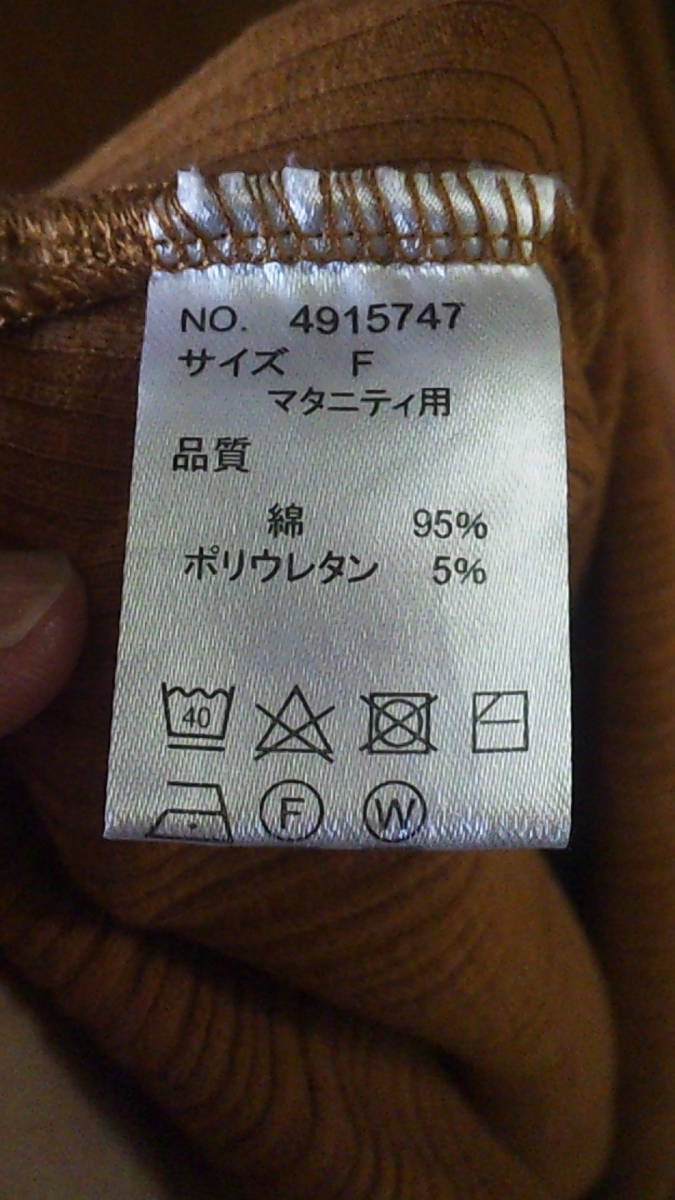 NO. 4915747
サイズ F
マタニティ用
品質
綿 95%
ポリウレタン 5%
40
F W